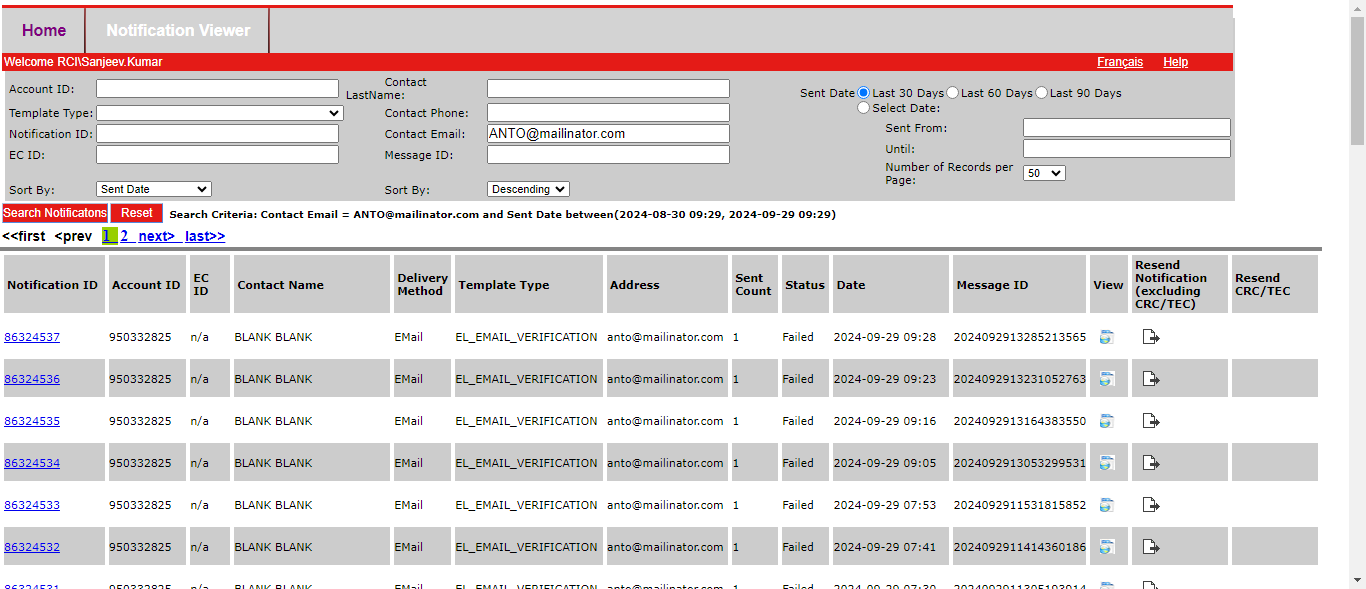 Home Notification Viewer
Welcome RCI\Sanjeev.Kumar Français Help
Account ID: Contact LastName: Sent Date Last 30 Days Last 60 Days Last 90 Days
Select Date:
Template Type: Contact Phone:
Sent From:
Notification ID: Contact Email: ANTO@mailinator.com
Until:
EC ID: Message ID:
Number of Records per Page: 50
Sort By: Sent Date Sort By: Descending
Search Notificatons Reset Search Criteria: Contact Email = ANTO@mailinator.com and Sent Date between(2024-08-30 09:29, 2024-09-29 09:29)
<<first <prev 1 2 next> last>>
Notification ID Account ID EC ID Contact Name Delivery Method Template Type Address Sent Count Status Date Message ID View Resend Notification (excluding CRC/TEC) Resend CRC/TEC
86324537 950332825 n/a BLANK BLANK EMail EL_EMAIL_VERIFICATION anto@mailinator.com 1 Failed 2024-09-29 09:28 2024092913285213565
86324536 950332825 n/a BLANK BLANK EMail EL_EMAIL_VERIFICATION anto@mailinator.com 1 Failed 2024-09-29 09:23 2024092913231052763
86324535 950332825 n/a BLANK BLANK EMail EL_EMAIL_VERIFICATION anto@mailinator.com 1 Failed 2024-09-29 09:16 2024092913164383550
86324534 950332825 n/a BLANK BLANK EMail EL_EMAIL_VERIFICATION anto@mailinator.com 1 Failed 2024-09-29 09:05 2024092913053299531
86324533 950332825 n/a BLANK BLANK EMail EL_EMAIL_VERIFICATION anto@mailinator.com 1 Failed 2024-09-29 07:53 2024092911531815852
86324532 950332825 n/a BLANK BLANK EMail EL_EMAIL_VERIFICATION anto@mailinator.com 1 Failed 2024-09-29 07:41 2024092911414360186
86324531 950332825 n/a BLANK BLANK EMail EL_EMAIL_VERIFICATION anto@mailinator.com 1 Failed